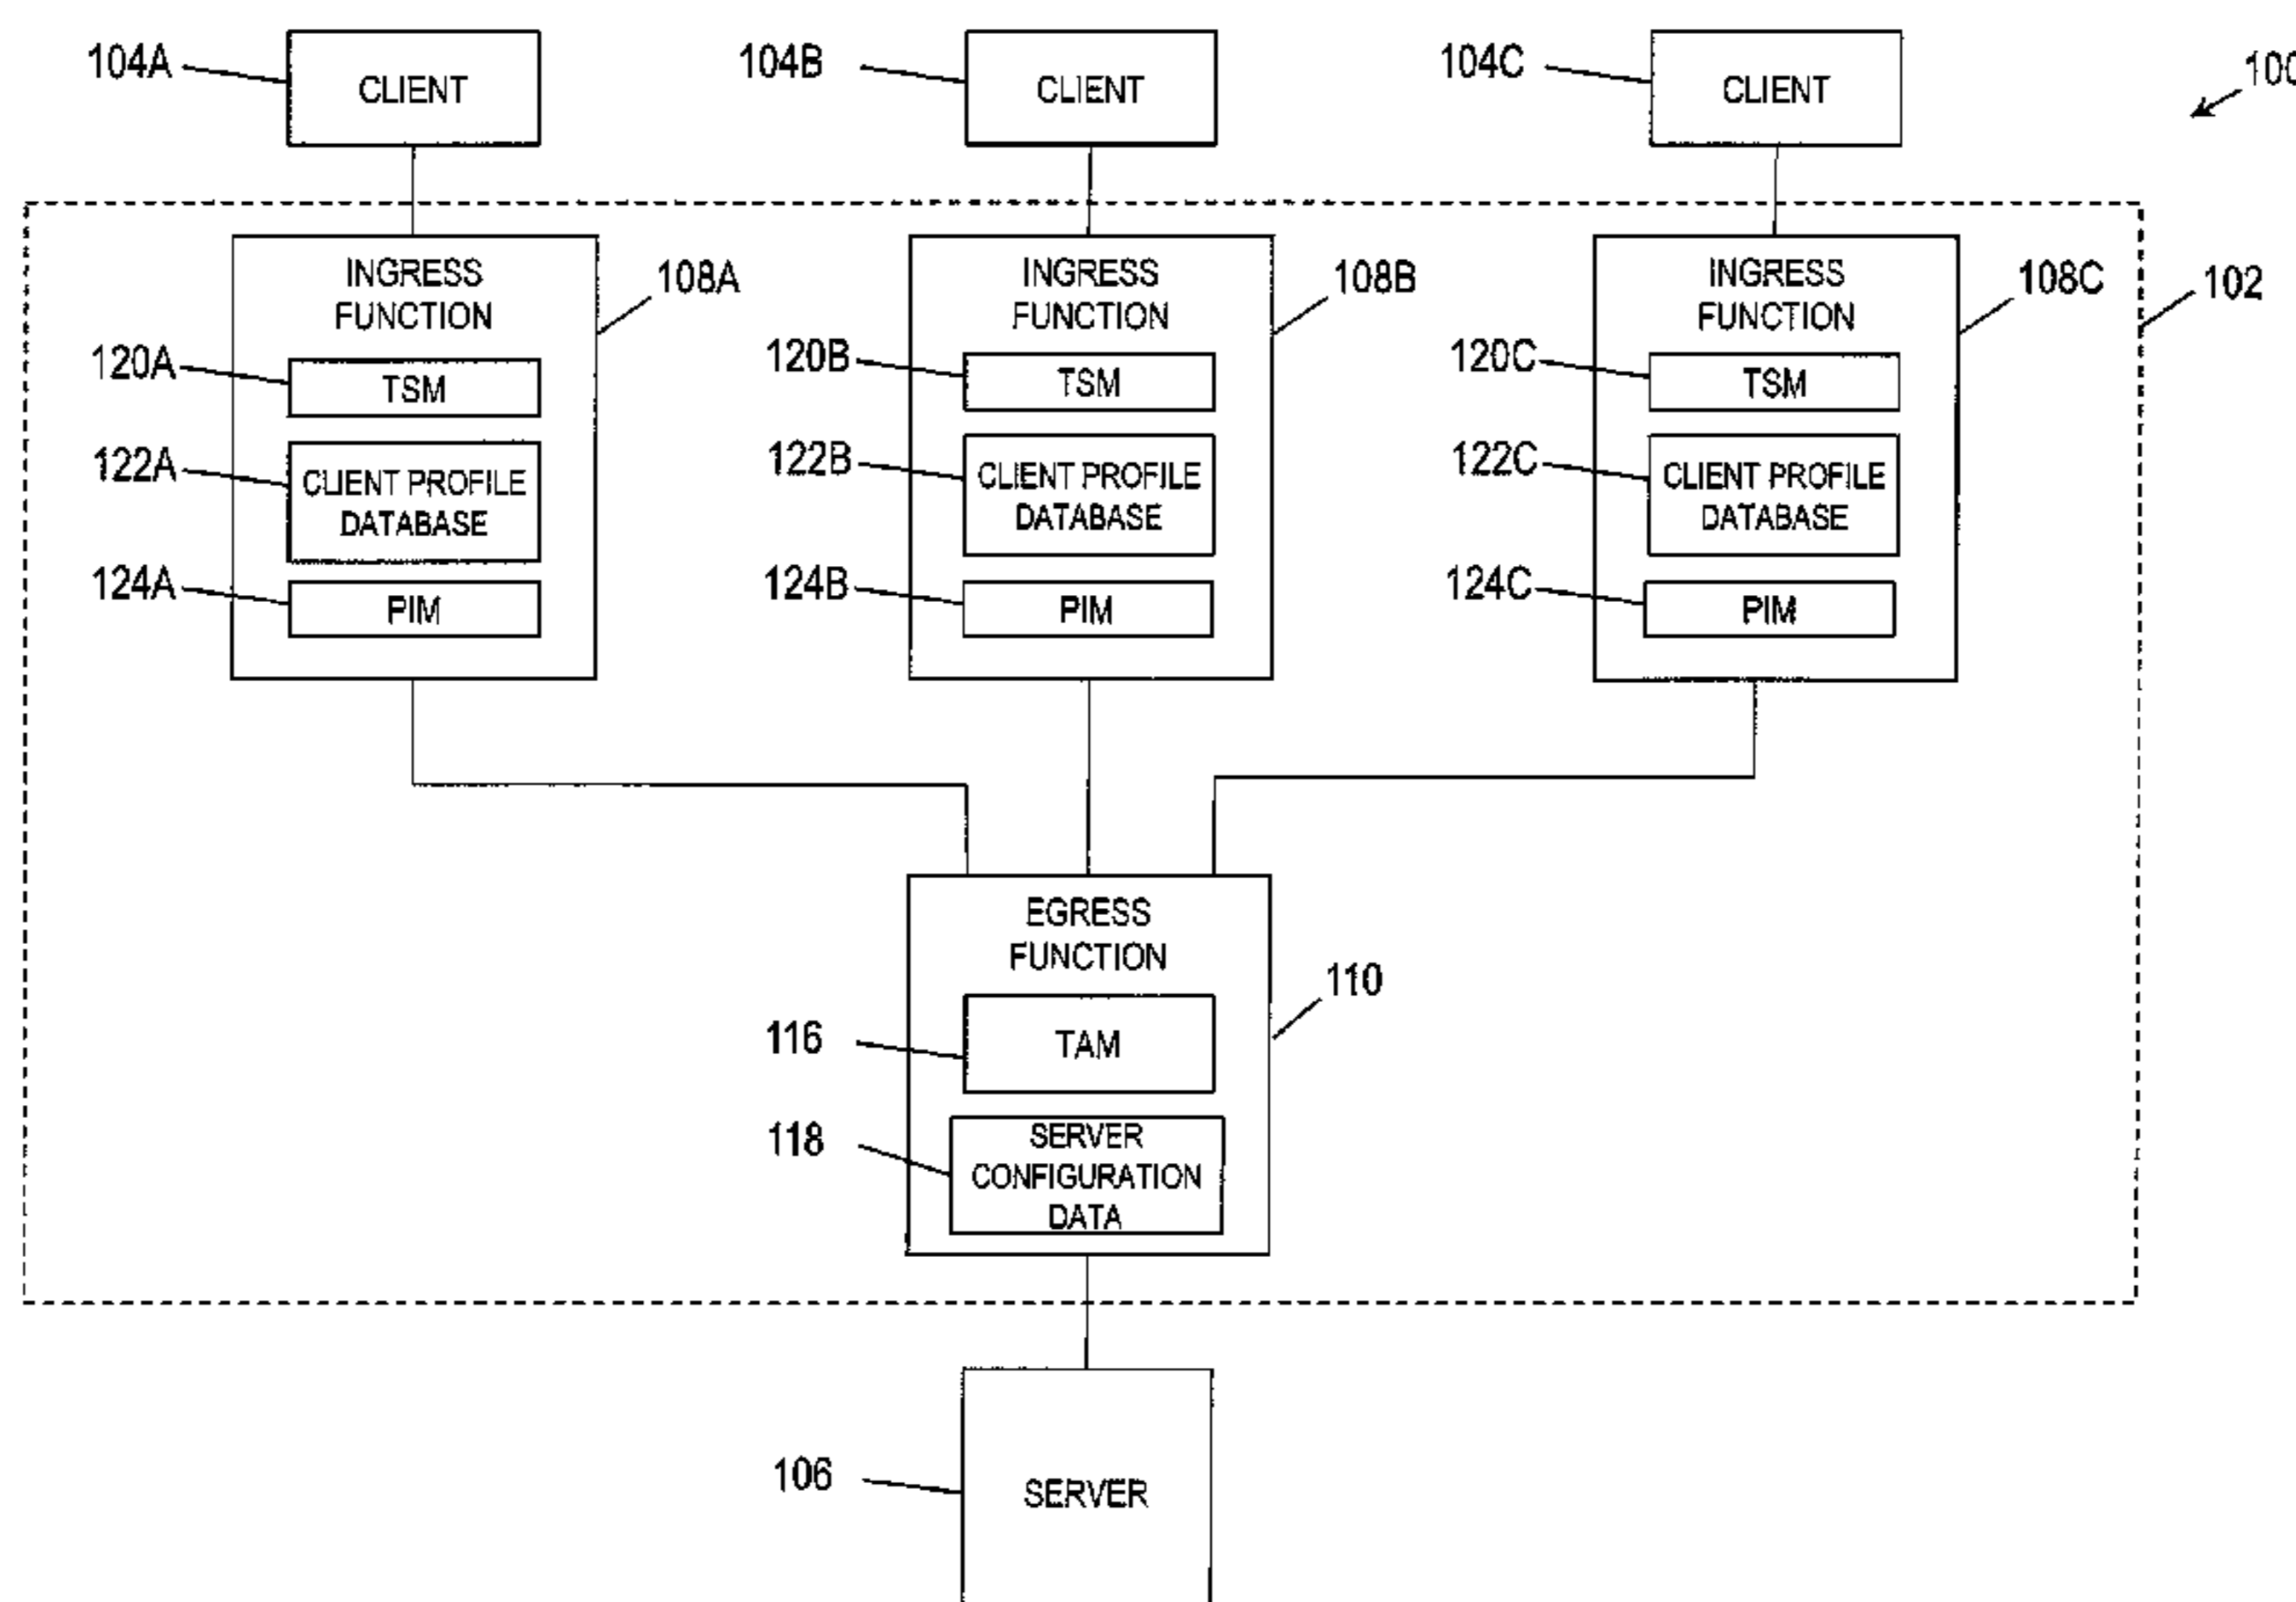 104A
CLIENT
104B
CLIENT
104C
CLIENT
100
INGRESS
FUNCTION
108A
120A
TSM
122A
CLIENT PROFILE
DATABASE
124A
PIM
INGRESS
FUNCTION
108B
120B
TSM
122B
CLIENT PROFILE
DATABASE
124B
PIM
INGRESS
FUNCTION
108C
102
120C
TSM
122C
CLIENT PROFILE
DATABASE
124C
PIM
EGRESS
FUNCTION
110
116
TAM
118
SERVER
CONFIGURATION
DATA
106
SERVER